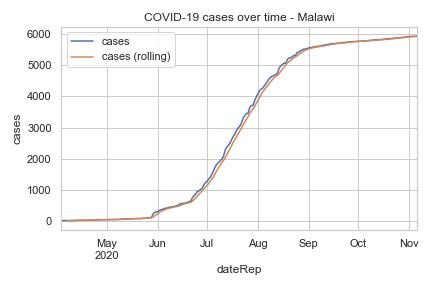 COVID-19 cases over time - Malawi
cases
cases (rolling)
6000
5000
4000
3000
2000
1000
0
cases
May
2020
Jun
Jul
Aug
Sep
Oct
Nov
dateRep